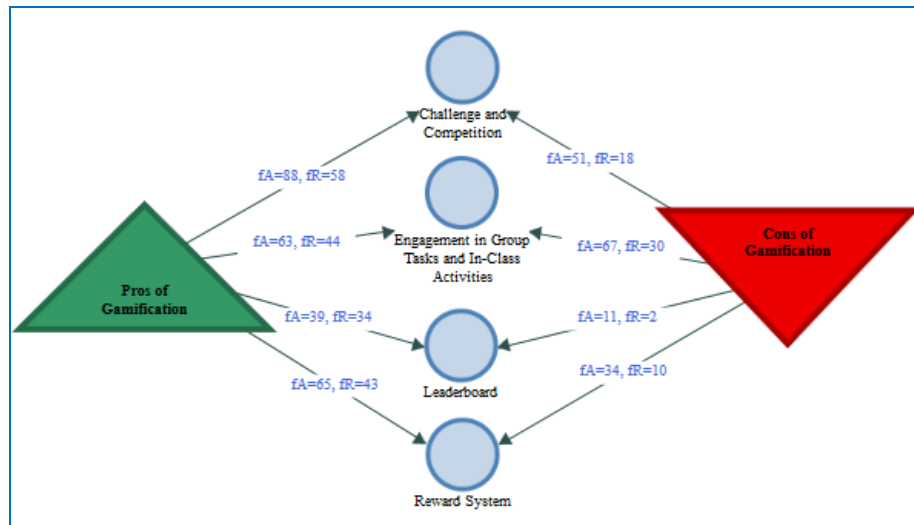 Challenge and
Competition
fA=51, fR=18
fA=88, fR=58
Engagement in Group
Tasks and In-Class
Activities
fA=63, fR=44
fA=67, fR=30
Cons of
Gamification
Pros of
Gamification
fA=39, fR=34
fA=11, fR=2
Leaderboard
fA=65, fR=43
fA=34, fR=10
Reward System